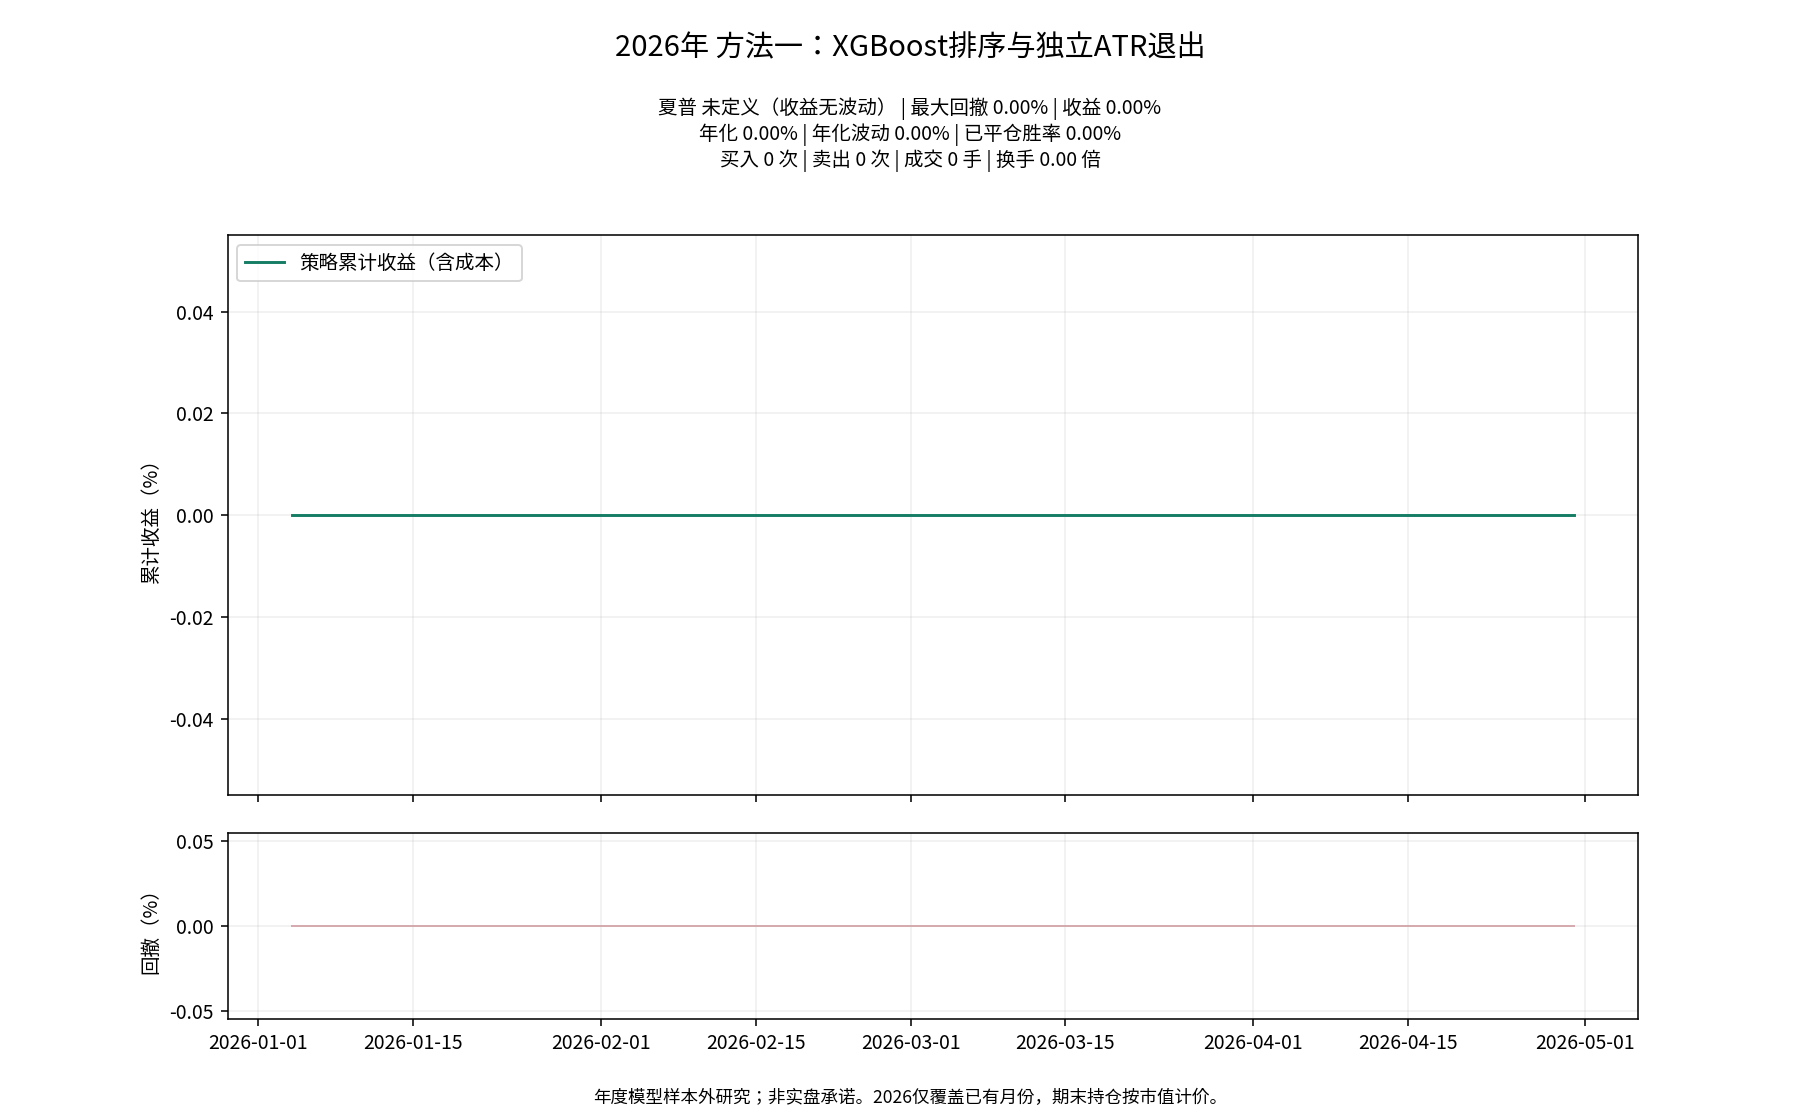 2026年 方法一：XGBoost排序与独立ATR退出
夏普 未定义（收益无波动） | 最大回撤 0.00% | 收益 0.00%
年化 0.00% | 年化波动 0.00% | 已平仓胜率 0.00%
买入 0 次 | 卖出 0 次 | 成交 0 手 | 换手 0.00 倍
策略累计收益（含成本）
累计收益（%）
0.04
0.02
0.00
-0.02
-0.04
回撤（%）
0.05
0.00
-0.05
2026-01-01 2026-01-15 2026-02-01 2026-02-15 2026-03-01 2026-03-15 2026-04-01 2026-04-15 2026-05-01
年度模型样本外研究；非实盘承诺。2026仅覆盖已有月份，期末持仓按市值计价。